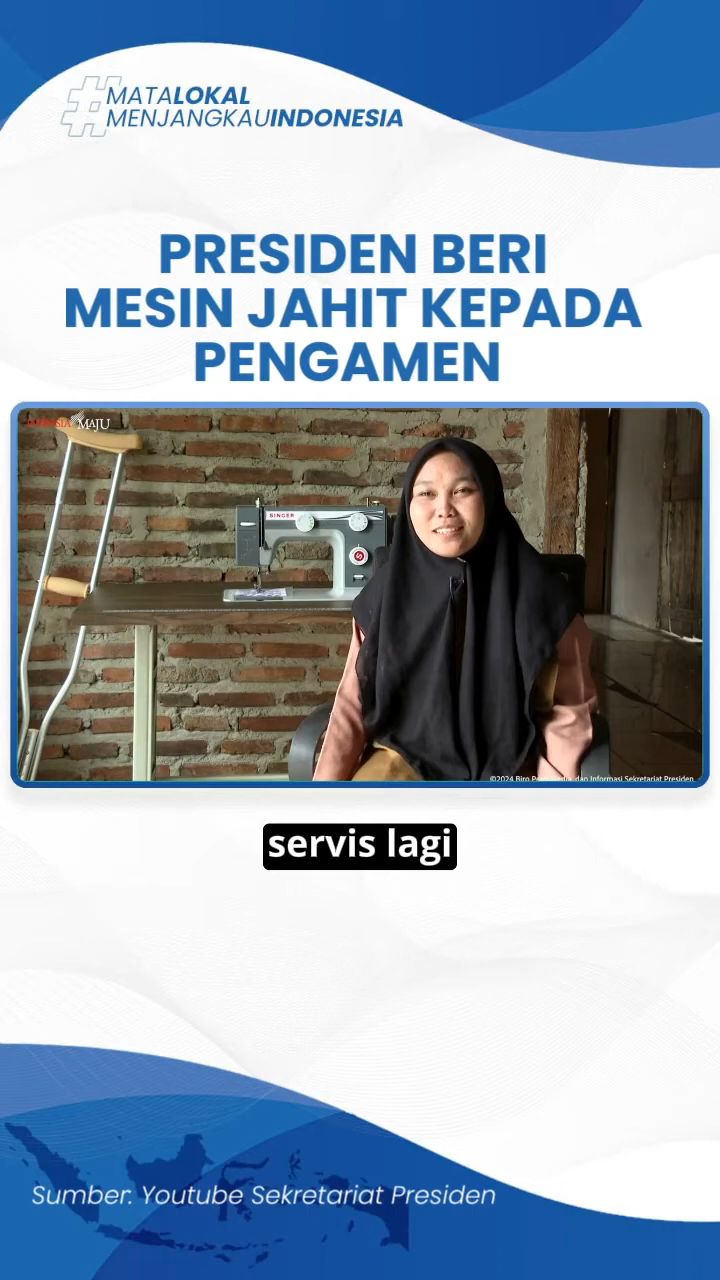 #MATALOKAL
MENJANGKAUINDONESIA
PRESIDEN BERI
MESIN JAHIT KEPADA
PENGAMEN
INDONESIA MAJU
SINGER
S
©2024 Biro Pers, Media, dan Informasi Sekretariat Presiden
servis lagi
Sumber: Youtube Sekretariat Presiden